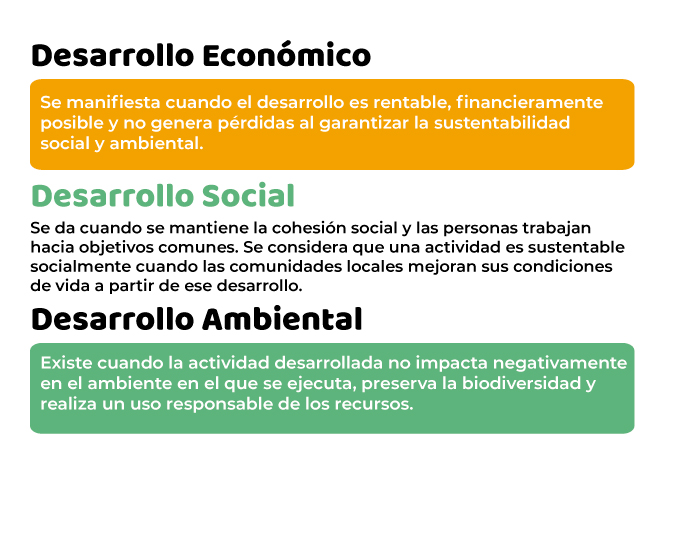 Desarrollo Económico
Se manifiesta cuando el desarrollo es rentable, financieramente
posible y no genera pérdidas al garantizar la sustentabilidad
social y ambiental.
Desarrollo Social
Se da cuando se mantiene la cohesión social y las personas trabajan
hacia objetivos comunes. Se considera que una actividad es sustentable
socialmente cuando las comunidades locales mejoran sus condiciones
de vida a partir de ese desarrollo.
Desarrollo Ambiental
Existe cuando la actividad desarrollada no impacta negativamente
en el ambiente en el que se ejecuta, preserva la biodiversidad y
realiza un uso responsable de los recursos.